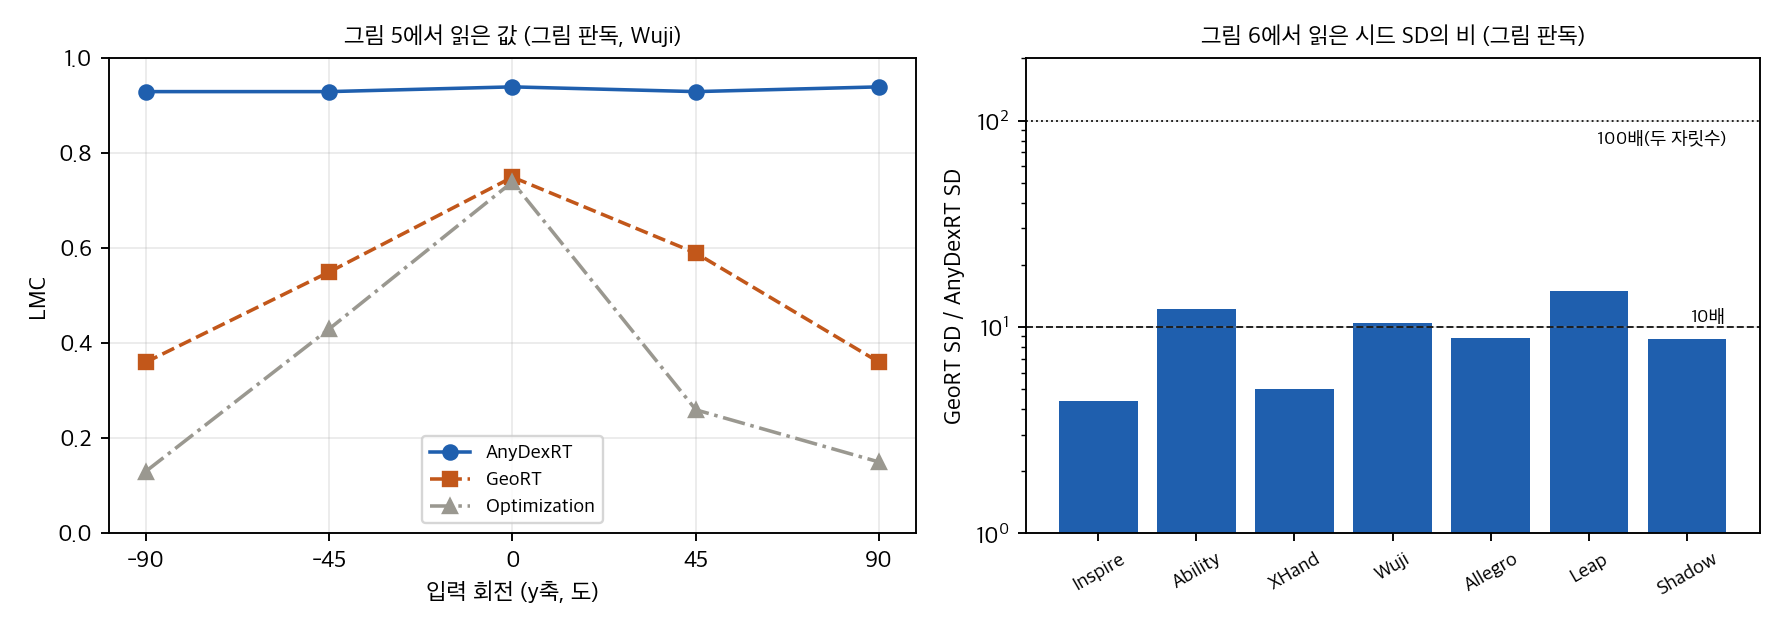 그림 5에서 읽은 값 (그림 판독, Wuji)
1.0
0.8
0.6
0.4
0.2
0.0
LMC
-90
-45
0
45
90
입력 회전 (y축, 도)
AnyDexRT
GeoRT
Optimization
그림 6에서 읽은 시드 SD의 비 (그림 판독)
10²
10¹
10⁰
GeoRT SD / AnyDexRT SD
100배(두 자릿수)
10배
Inspire
Ability
XHand
Wuji
Allegro
Leap
Shadow